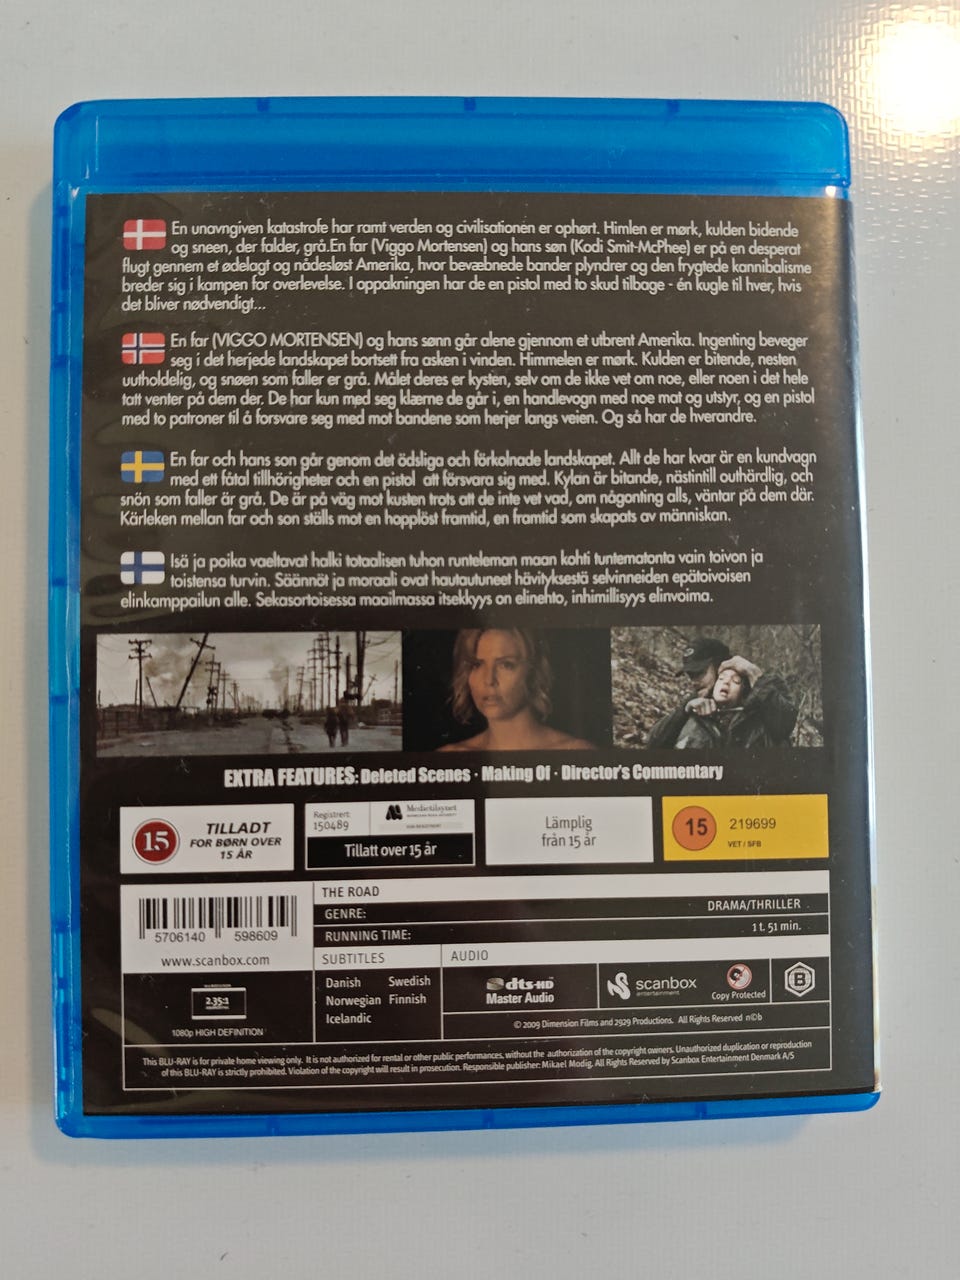 En unavngiven katastrofe har ramt verden og civilisationen er ophørt. Himlen er mørk, kulden bidende
og sneen, der falder, grå.En far (Viggo Mortensen) og hans søn (Kodi Smit-McPhee) er på en desperat
flugt gennem et ødelagt og nådesløst Amerika, hvor bevæbnede bander plyndrer og den frygtede kannibalisme
breder sig i kampen for overlevelse. I oppakningen har de en pistol med to skud tilbage - én kugle til hver, hvis
det bliver nødvendigt...
En far (VIGGO MORTENSEN) og hans sønn går alene gjennom et utbrent Amerika. Ingenting beveger
seg i det herjede landskapet bortsett fra asken i vinden. Himmelen er mørk. Kulden er bitende, nesten
uutholdelig, og snøen som faller er grå. Målet deres er kysten, selv om de ikke vet om noe, eller noen i det hele
tatt venter på dem der. De har kun med seg klærne de går i, en handlevogn med noe mat og utstyr, og en pistol
med to patroner til å forsvare seg med mot bandene som herjer langs veien. Og så har de hverandre.
En far och hans son går genom det ödsliga och förkolnade landskapet. Allt de har kvar är en kundvagn
med ett fåtal tillhörigheter och en pistol att försvara sig med. Kylan är bitande, nästintill outhärdlig, och
snön som faller är grå. De är på väg mot kusten trots att de inte vet vad, om någonting alls, väntar på dem där.
Kärleken mellan far och son ställs mot en hopplöst framtid, en framtid som skapats av människan.
Isä ja poika vaeltavat halki totaalisen tuhon runteleman maan kohti tuntematonta vain toivon ja
toistensa turvin. Säännöt ja moraali ovat hautautuneet hävityksestä selvinneiden epätoivoisen
elinkamppailun alle. Sekasortoisessa maailmassa itsekkyys on elinehto, inhimillisyys elinvoima.
EXTRA FEATURES: Deleted Scenes · Making Of · Director's Commentary
15 TILLADT
FOR BØRN OVER
15 ÅR
Registrert:
150489
Medietilsynet
Tillatt over 15 år
Lämplig
från 15 år
15 219699
VET / SFB
5706140 598609
www.scanbox.com
2.35:1
1080p HIGH DEFINITION
THE ROAD
GENRE: DRAMA/THRILLER
RUNNING TIME: 1 t. 51 min.
SUBTITLES
Danish Swedish
Norwegian Finnish
Icelandic
AUDIO
dts-HD
Master Audio
scanbox
entertainment
Copy Protected
B
© 2009 Dimension Films and 2929 Productions. All Rights Reserved n©b
This BLU-RAY is for private home viewing only. It is not authorized for rental or other public performances, without the authorization of the copyright owners. Unauthorized duplication or reproduction
of this BLU-RAY is strictly prohibited. Violation of the copyright will result in prosecution. Responsible publisher: Mikael Modig. All Rights Reserved by Scanbox Entertainment Denmark A/S